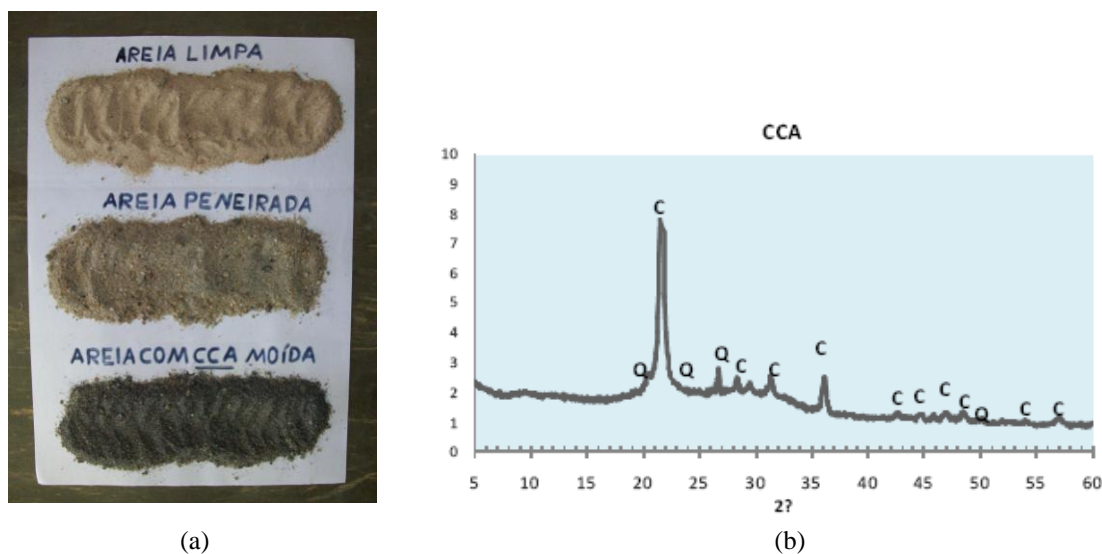 AREIA LIMPA
AREIA PENEIRADA
AREIA COM CCA MOÍDA
(a)
CCA
10
9
8
7
6
5
4
3
2
1
0
C
Q
Q
Q
C
C
C
C
C
C
C
Q
C
C
5 10 15 20 25 30 35 40 45 50 55 60
2?
(b)